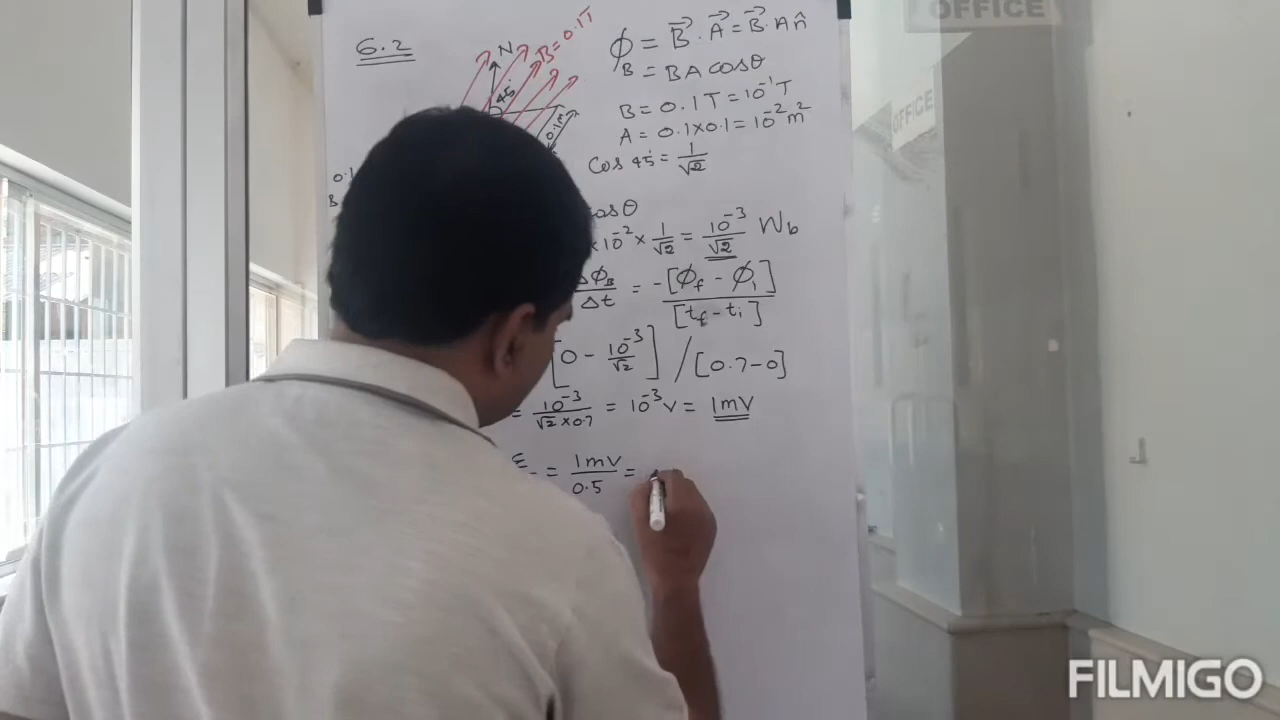 OFFICE
OFFICE
6.2
N
B = 0.1T
45°
0.1m
0.1
B
ϕ_B = B⃗ . A⃗ = B⃗ . A n̂
= BA cosθ
B = 0.1T = 10⁻¹T
A = 0.1×0.1 = 10⁻²m²
Cos 45° = 1/√2
cosθ
×10⁻² × 1/√2 = 10⁻³/√2 Wb
Δϕ_B/Δt = -[ϕ_f - ϕ_i]/[t_f - t_i]
[0 - 10⁻³/√2] / [0.7-0]
= 10⁻³/(√2×0.7) = 10⁻³V = 1mV
ε = 1mV/0.5 =
FILMIGO